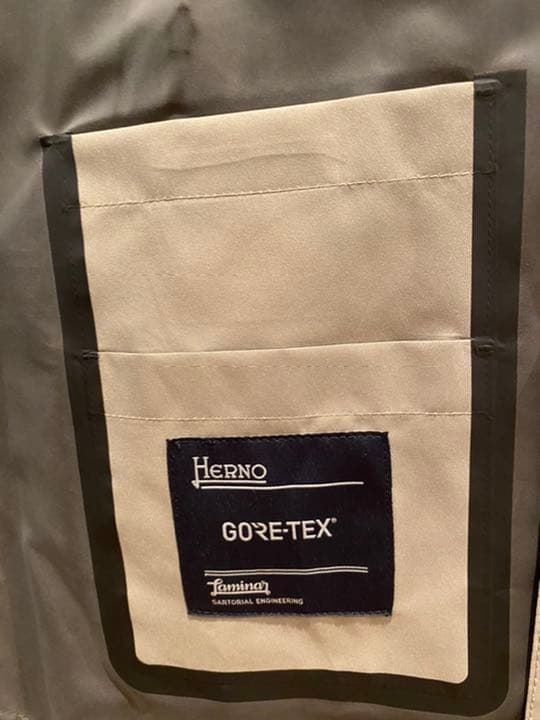 HERNO
GORE-TEX®
Laminar
SARTORIAL ENGINEERING